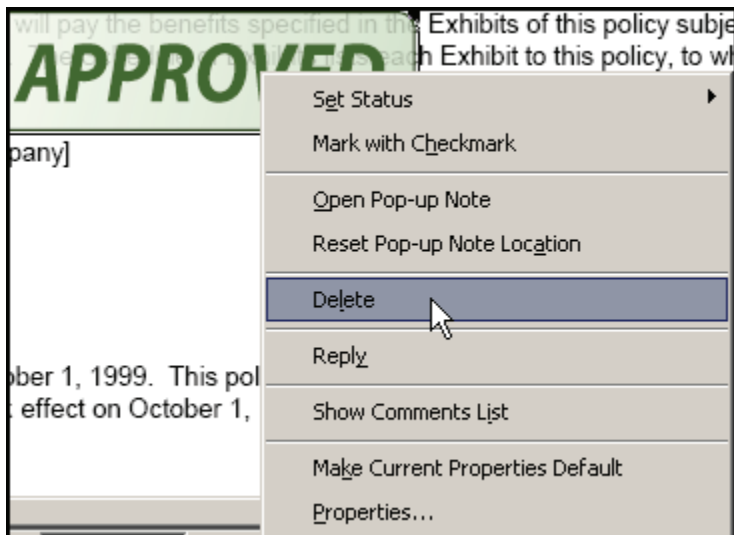 will pay the benefits specified in the Exhibits of this policy subje
each Exhibit to this policy, to wh
APPROVED
pany]
Set Status
Mark with Checkmark
Open Pop-up Note
Reset Pop-up Note Location
Delete
Reply
ober 1, 1999. This pol
effect on October 1,
Show Comments List
Make Current Properties Default
Properties...